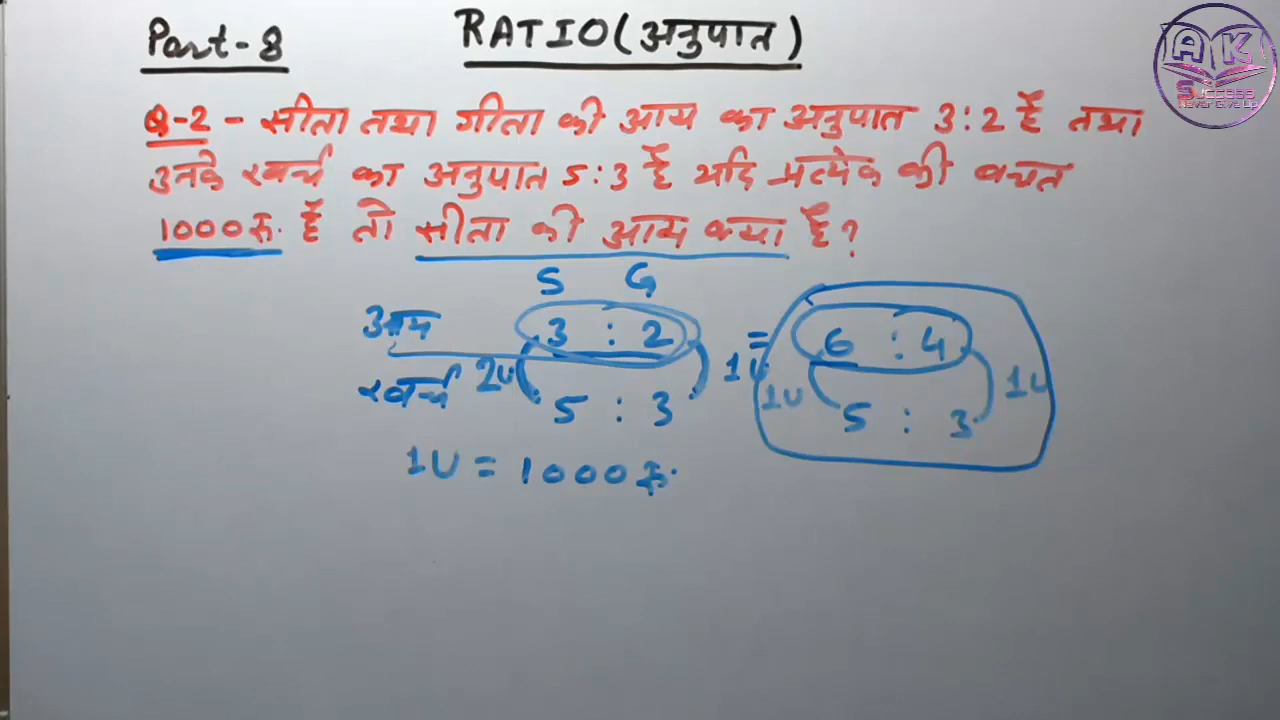 Part-8
RATIO (अनुपात)
AK
Success
Never Give Up
Q-2 - सीता तथा गीता की आय का अनुपात 3:2 है तथा
उनके खर्च का अनुपात 5:3 है यदि प्रत्येक की बचत
1000रु. है तो सीता की आय क्या है?
S G
आय 3 : 2 = 6 : 4
2U 1U 1U 1U
खर्च 5 : 3 5 : 3
1U = 1000रु.